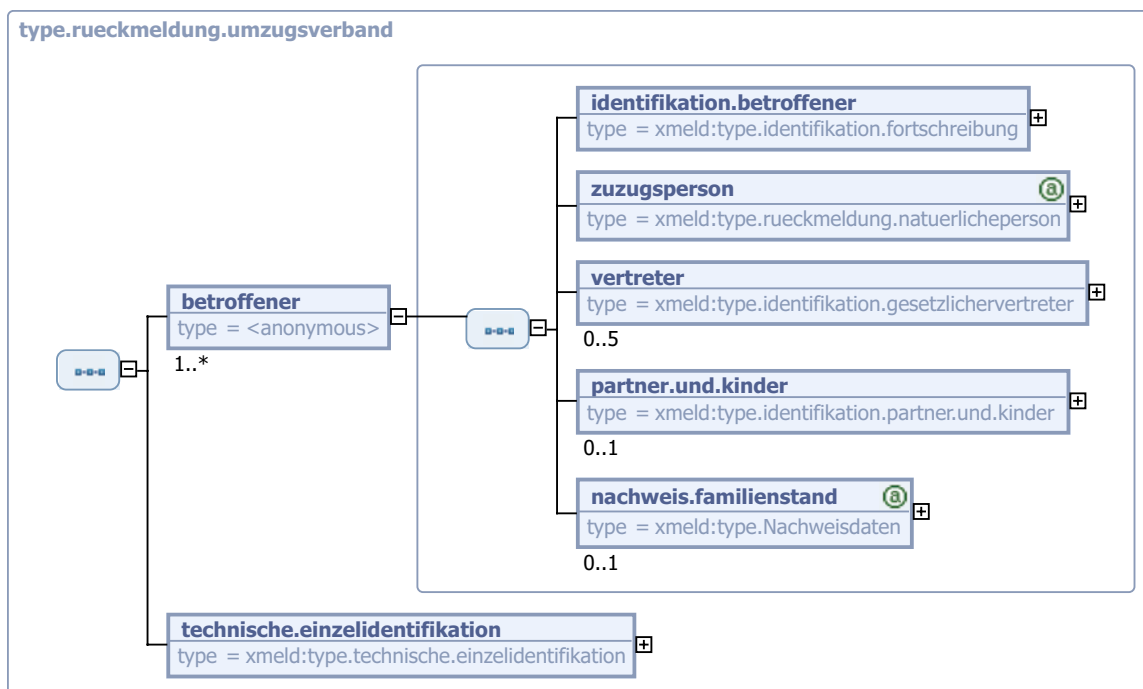 type.rueckmeldung.umzugsverband
identifikation.betroffener
type = xmeld:type.identifikation.fortschreibung
zuzugsperson
a
type = xmeld:type.rueckmeldung.natuerlicheperson
vertreter
type = xmeld:type.identifikation.gesetzlichervertreter
0..5
betroffener
type = <anonymous>
1..*
partner.und.kinder
type = xmeld:type.identifikation.partner.und.kinder
0..1
nachweis.familienstand
a
type = xmeld:type.Nachweisdaten
0..1
technische.einzelidentifikation
type = xmeld:type.technische.einzelidentifikation